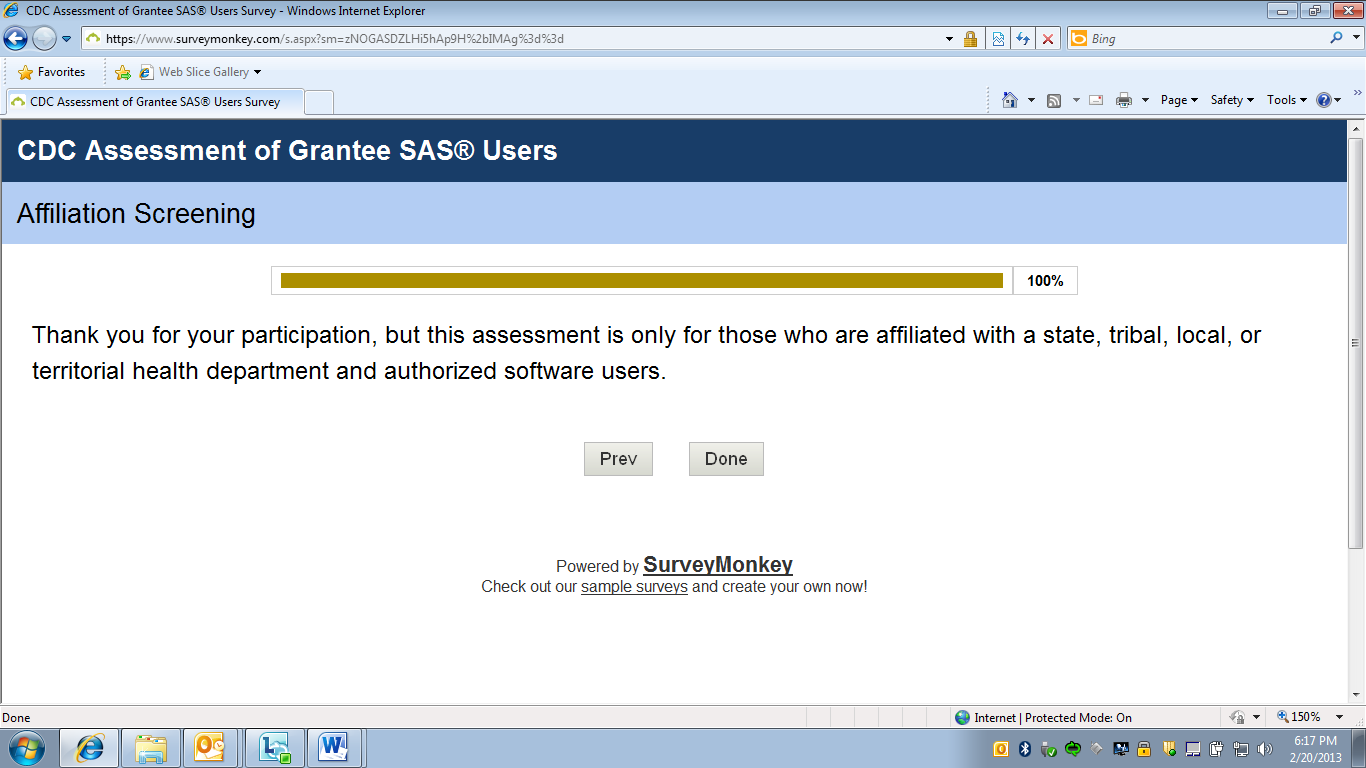 CDC Assessment of Grantee SAS® Users Survey - Windows Internet Explorer
https://www.surveymonkey.com/s.aspx?sm=zNOGASDZLHi5hAp9H%2bIMAg%3d%3d
Bing
Favorites
Web Slice Gallery
CDC Assessment of Grantee SAS® Users Survey
Page
Safety
Tools
CDC Assessment of Grantee SAS® Users
Affiliation Screening
100%
Thank you for your participation, but this assessment is only for those who are affiliated with a state, tribal, local, or
territorial health department and authorized software users.
Prev
Done
Powered by SurveyMonkey
Check out our sample surveys and create your own now!
Done
Internet | Protected Mode: On
150%
6:17 PM
2/20/2013